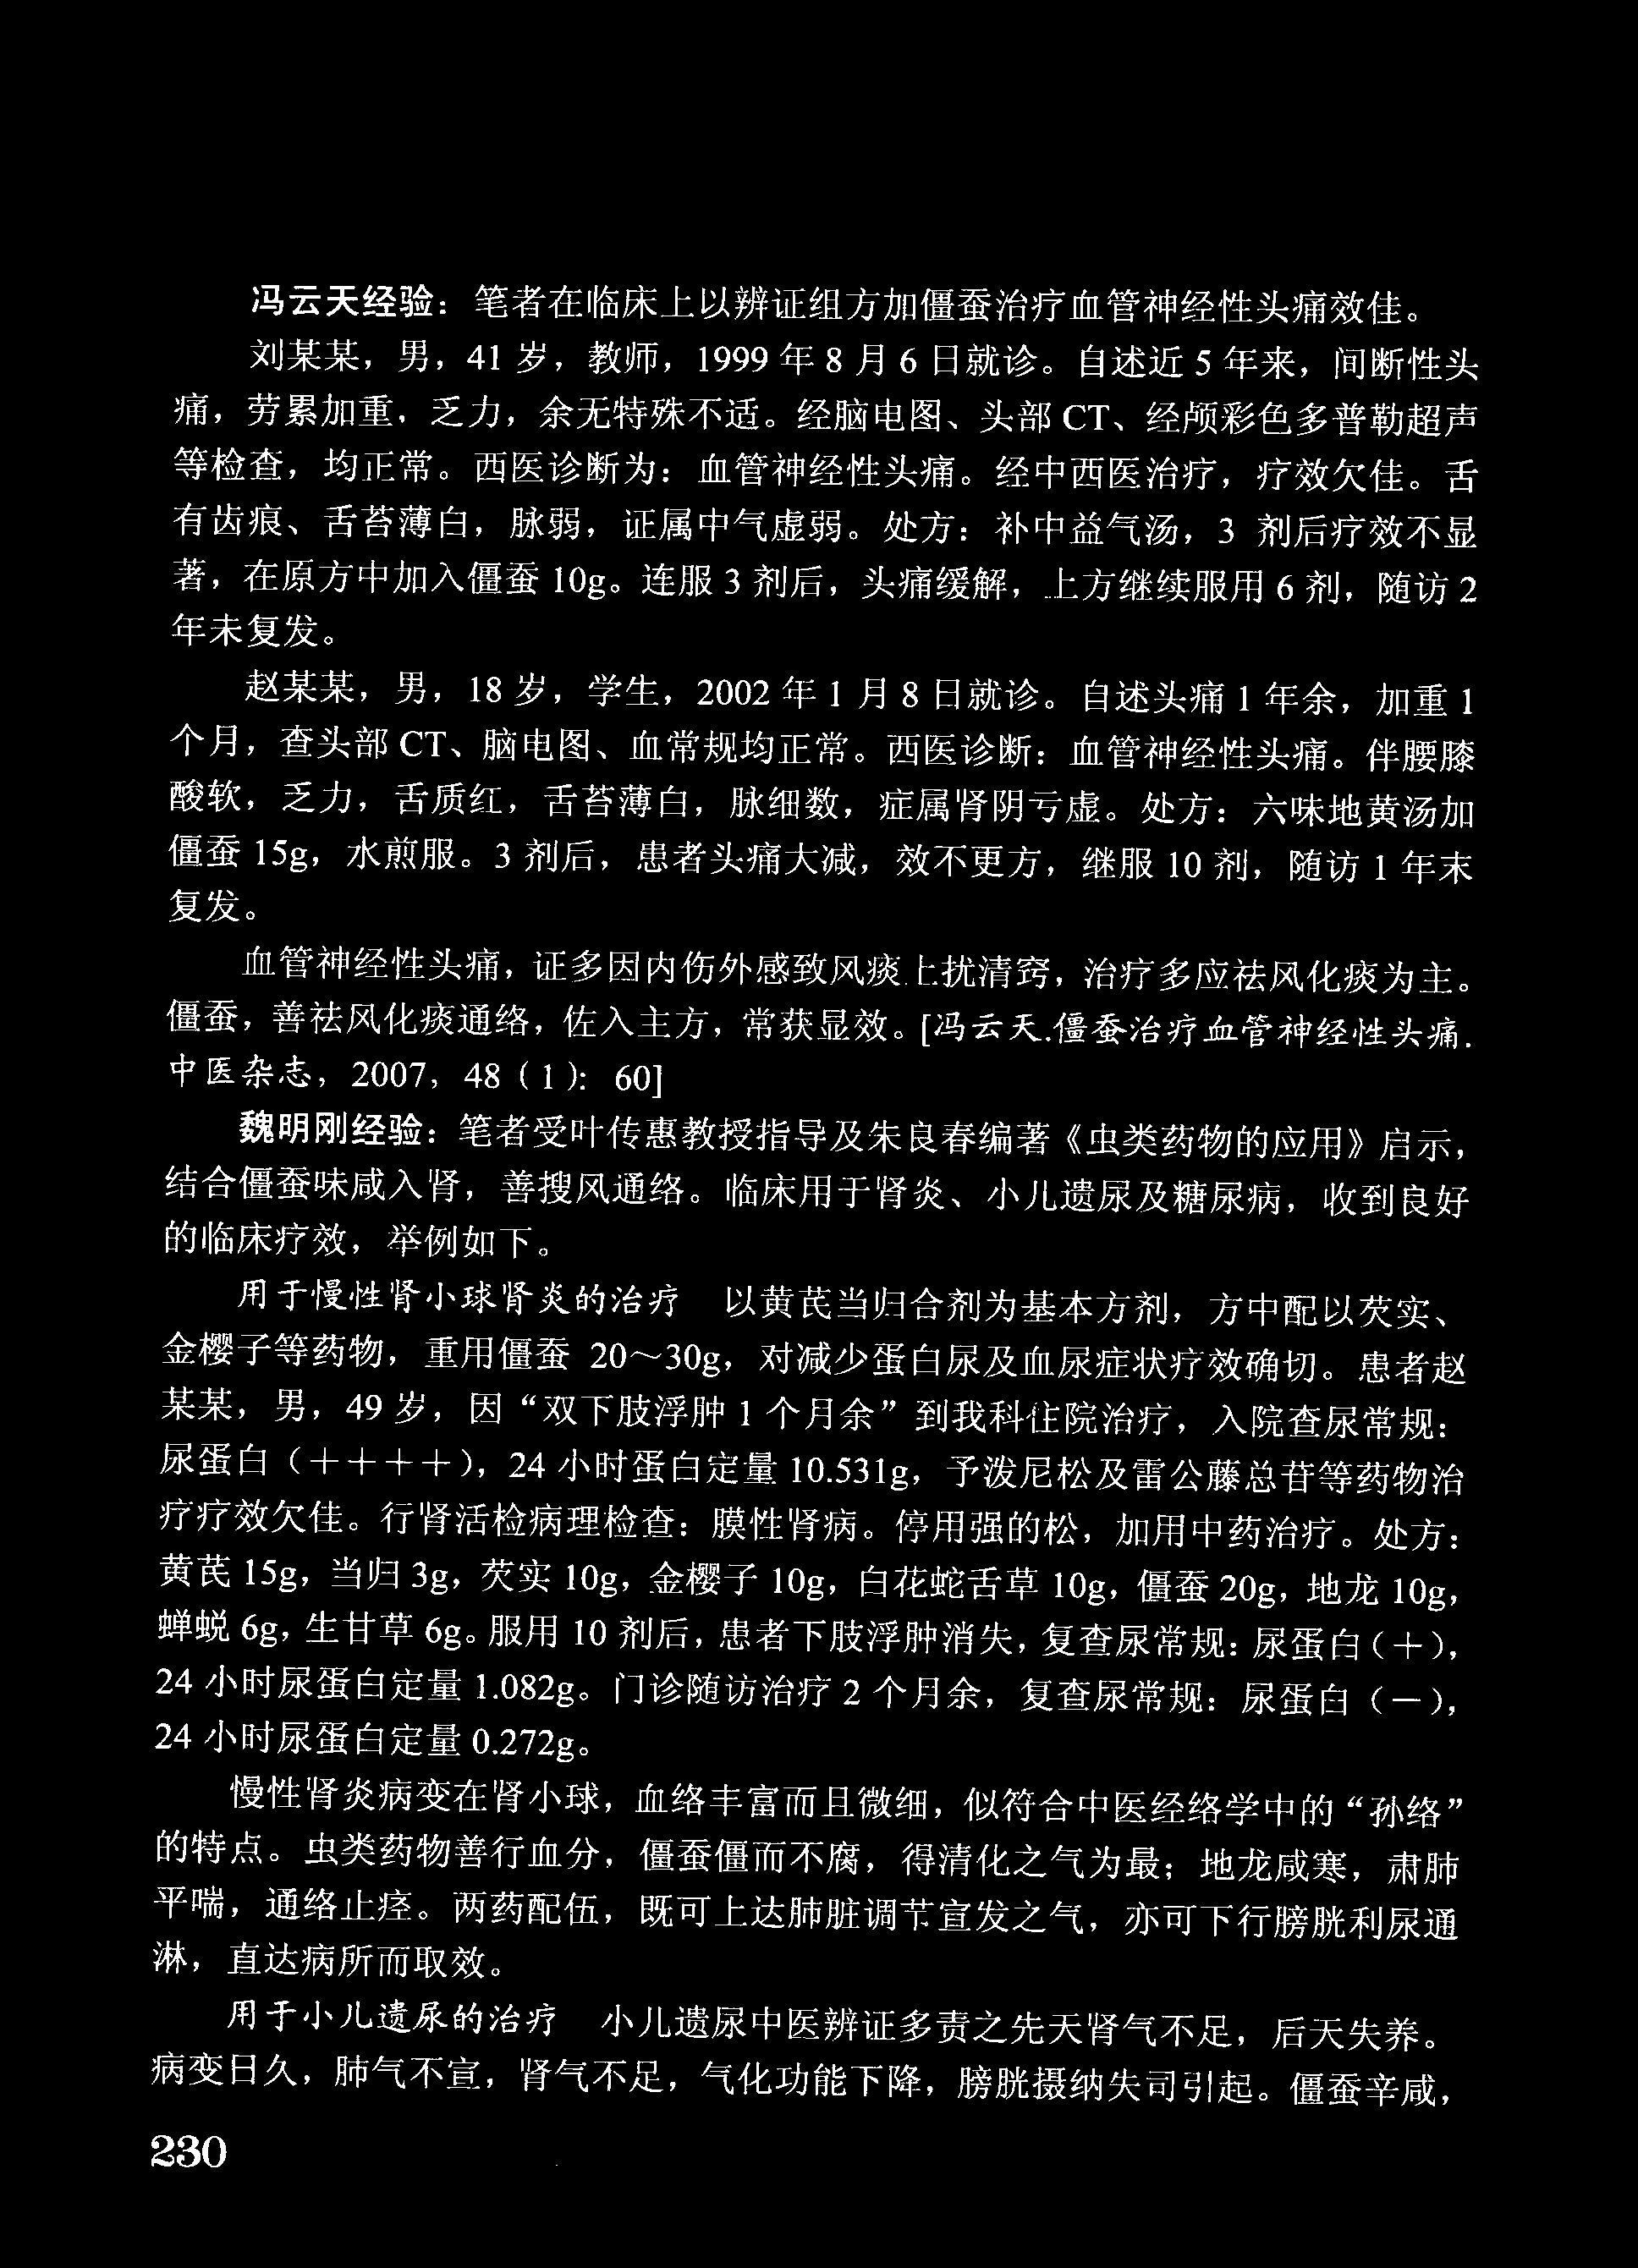 冯云天经验：笔者在临床上以辨证组方加僵蚕治疗血管神经性头痛效佳。
刘某某，男，41 岁，教师，1999 年 8 月 6 日就诊。自述近 5 年来，间断性头
痛，劳累加重，乏力，余无特殊不适。经脑电图、头部 CT、经颅彩色多普勒超声
等检查，均正常。西医诊断为：血管神经性头痛。经中西医治疗，疗效欠佳。舌
有齿痕、舌苔薄白，脉弱，证属中气虚弱。处方：补中益气汤，3 剂后疗效不显
著，在原方中加入僵蚕 10g。连服 3 剂后，头痛缓解，上方继续服用 6 剂，随访 2
年未复发。
赵某某，男，18 岁，学生，2002 年 1 月 8 日就诊。自述头痛 1 年余，加重 1
个月，查头部 CT、脑电图、血常规均正常。西医诊断：血管神经性头痛。伴腰膝
酸软，乏力，舌质红，舌苔薄白，脉细数，症属肾阴亏虚。处方：六味地黄汤加
僵蚕 15g，水煎服。3 剂后，患者头痛大减，效不更方，继服 10 剂，随访 1 年末
复发。
血管神经性头痛，证多因内伤外感致风痰上扰清窍，治疗多应祛风化痰为主。
僵蚕，善祛风化痰通络，佐入主方，常获显效。[冯云天.僵蚕治疗血管神经性头痛.
中医杂志，2007，48（1）：60]
魏明刚经验：笔者受叶传惠教授指导及朱良春编著《虫类药物的应用》启示，
结合僵蚕味咸入肾，善搜风通络。临床用于肾炎、小儿遗尿及糖尿病，收到良好
的临床疗效，举例如下。
用于慢性肾小球肾炎的治疗　以黄芪当归合剂为基本方剂，方中配以芡实、
金樱子等药物，重用僵蚕 20～30g，对减少蛋白尿及血尿症状疗效确切。患者赵
某某，男，49 岁，因“双下肢浮肿 1 个月余”到我科住院治疗，入院查尿常规：
尿蛋白（＋＋＋＋），24 小时蛋白定量 10.531g，予泼尼松及雷公藤总苷等药物治
疗疗效欠佳。行肾活检病理检查：膜性肾病。停用强的松，加用中药治疗。处方：
黄芪 15g，当归 3g，芡实 10g，金樱子 10g，白花蛇舌草 10g，僵蚕 20g，地龙 10g，
蝉蜕 6g，生甘草 6g。服用 10 剂后，患者下肢浮肿消失，复查尿常规：尿蛋白（＋），
24 小时尿蛋白定量 1.082g。门诊随访治疗 2 个月余，复查尿常规：尿蛋白（－），
24 小时尿蛋白定量 0.272g。
慢性肾炎病变在肾小球，血络丰富而且微细，似符合中医经络学中的“孙络”
的特点。虫类药物善行血分，僵蚕僵而不腐，得清化之气为最；地龙咸寒，肃肺
平喘，通络止痉。两药配伍，既可上达肺脏调节宣发之气，亦可下行膀胱利尿通
淋，直达病所而取效。
用于小儿遗尿的治疗　小儿遗尿中医辨证多责之先天肾气不足，后天失养。
病变日久，肺气不宣，肾气不足，气化功能下降，膀胱摄纳失司引起。僵蚕辛咸，
230